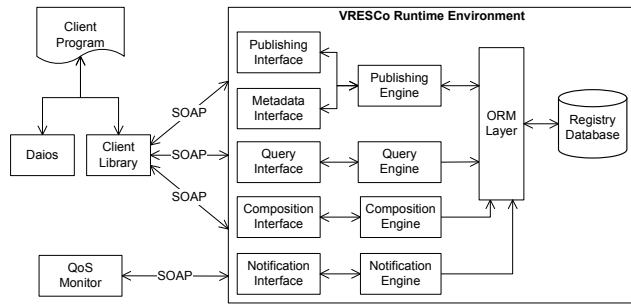 VRESCo Runtime Environment
Client
Program
Daios
Client
Library
SOAP
SOAP
SOAP
QoS
Monitor
SOAP
Publishing
Interface
Metadata
Interface
Publishing
Engine
Query
Interface
Query
Engine
Composition
Interface
Composition
Engine
Notification
Interface
Notification
Engine
ORM
Layer
Registry
Database